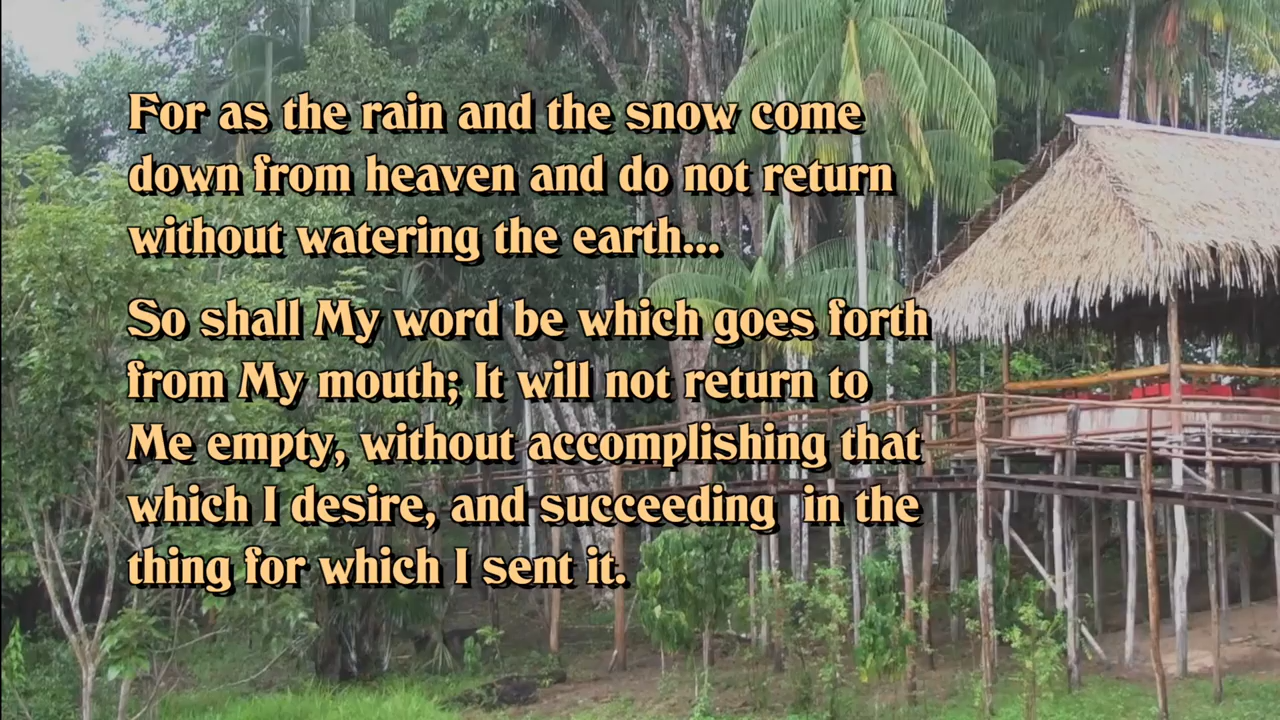 For as the rain and the snow come
down from heaven and do not return
without watering the earth...
So shall My word be which goes forth
from My mouth; It will not return to
Me empty, without accomplishing that
which I desire, and succeeding  in the
thing for which I sent it.